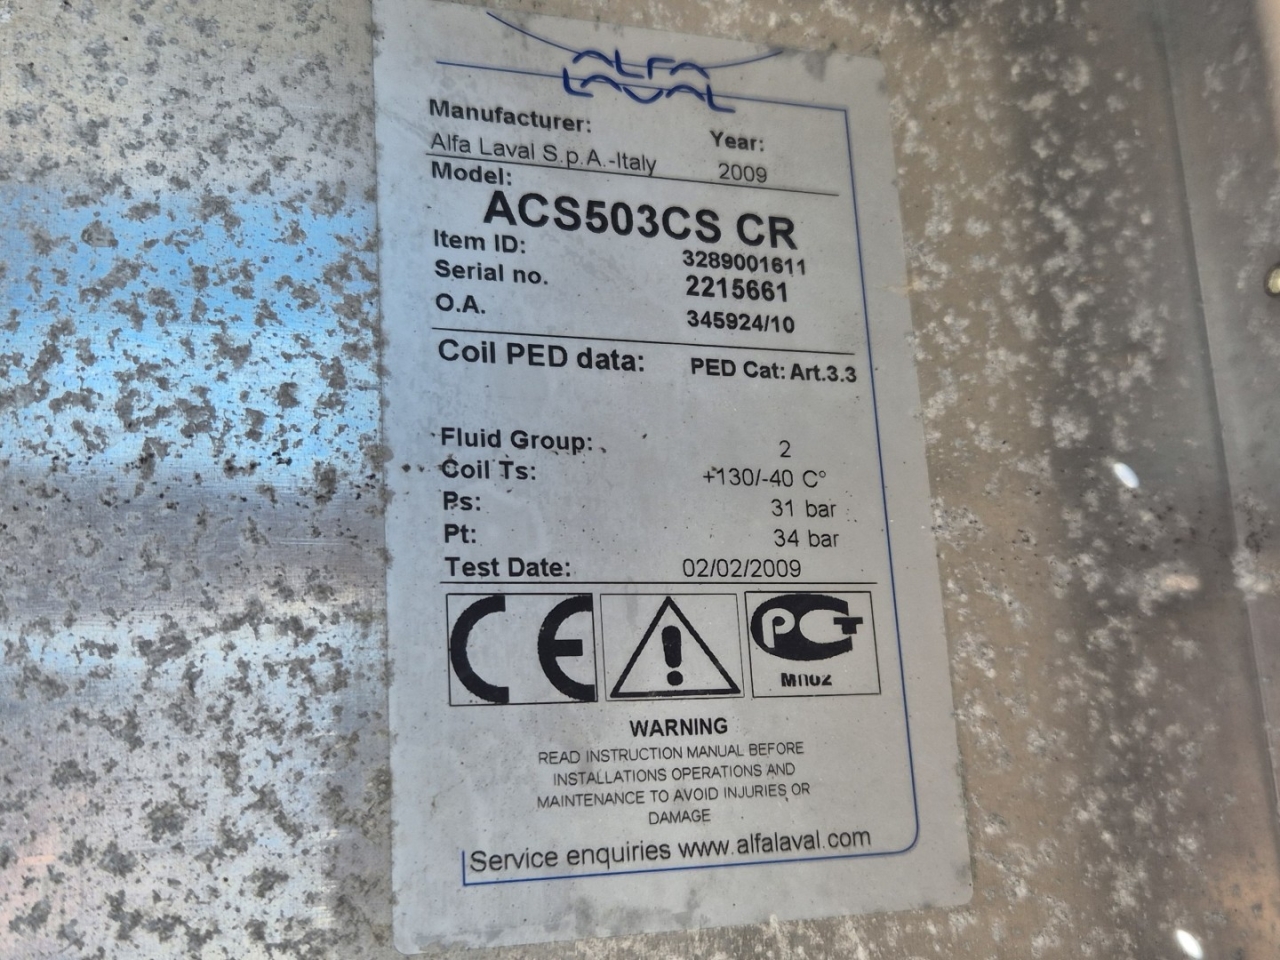 ALFA
LAVAL
Manufacturer:
Year:
Alfa Laval S.p.A.-Italy
2009
Model:
ACS503CS CR
Item ID: 3289001611
Serial no. 2215661
O.A. 345924/10
Coil PED data: PED Cat: Art.3.3
Fluid Group: 2
Coil Ts: +130/-40 C°
Ps: 31 bar
Pt: 34 bar
Test Date: 02/02/2009
CE
РСТ
WARNING
READ INSTRUCTION MANUAL BEFORE
INSTALLATIONS OPERATIONS AND
MAINTENANCE TO AVOID INJURIES OR
DAMAGE
Service enquiries www.alfalaval.com